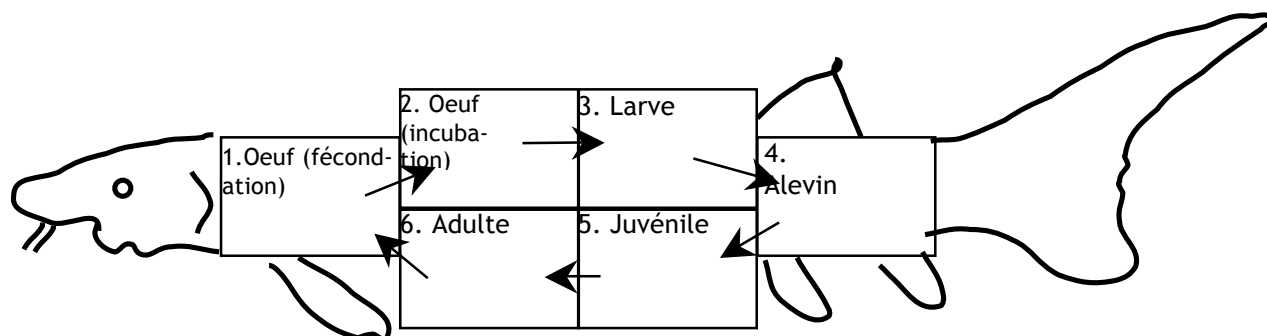 1.Oeuf (fécond-
ation)
2. Oeuf
(incuba-
tion)
3. Larve
4.
Alevin
5. Juvénile
6. Adulte